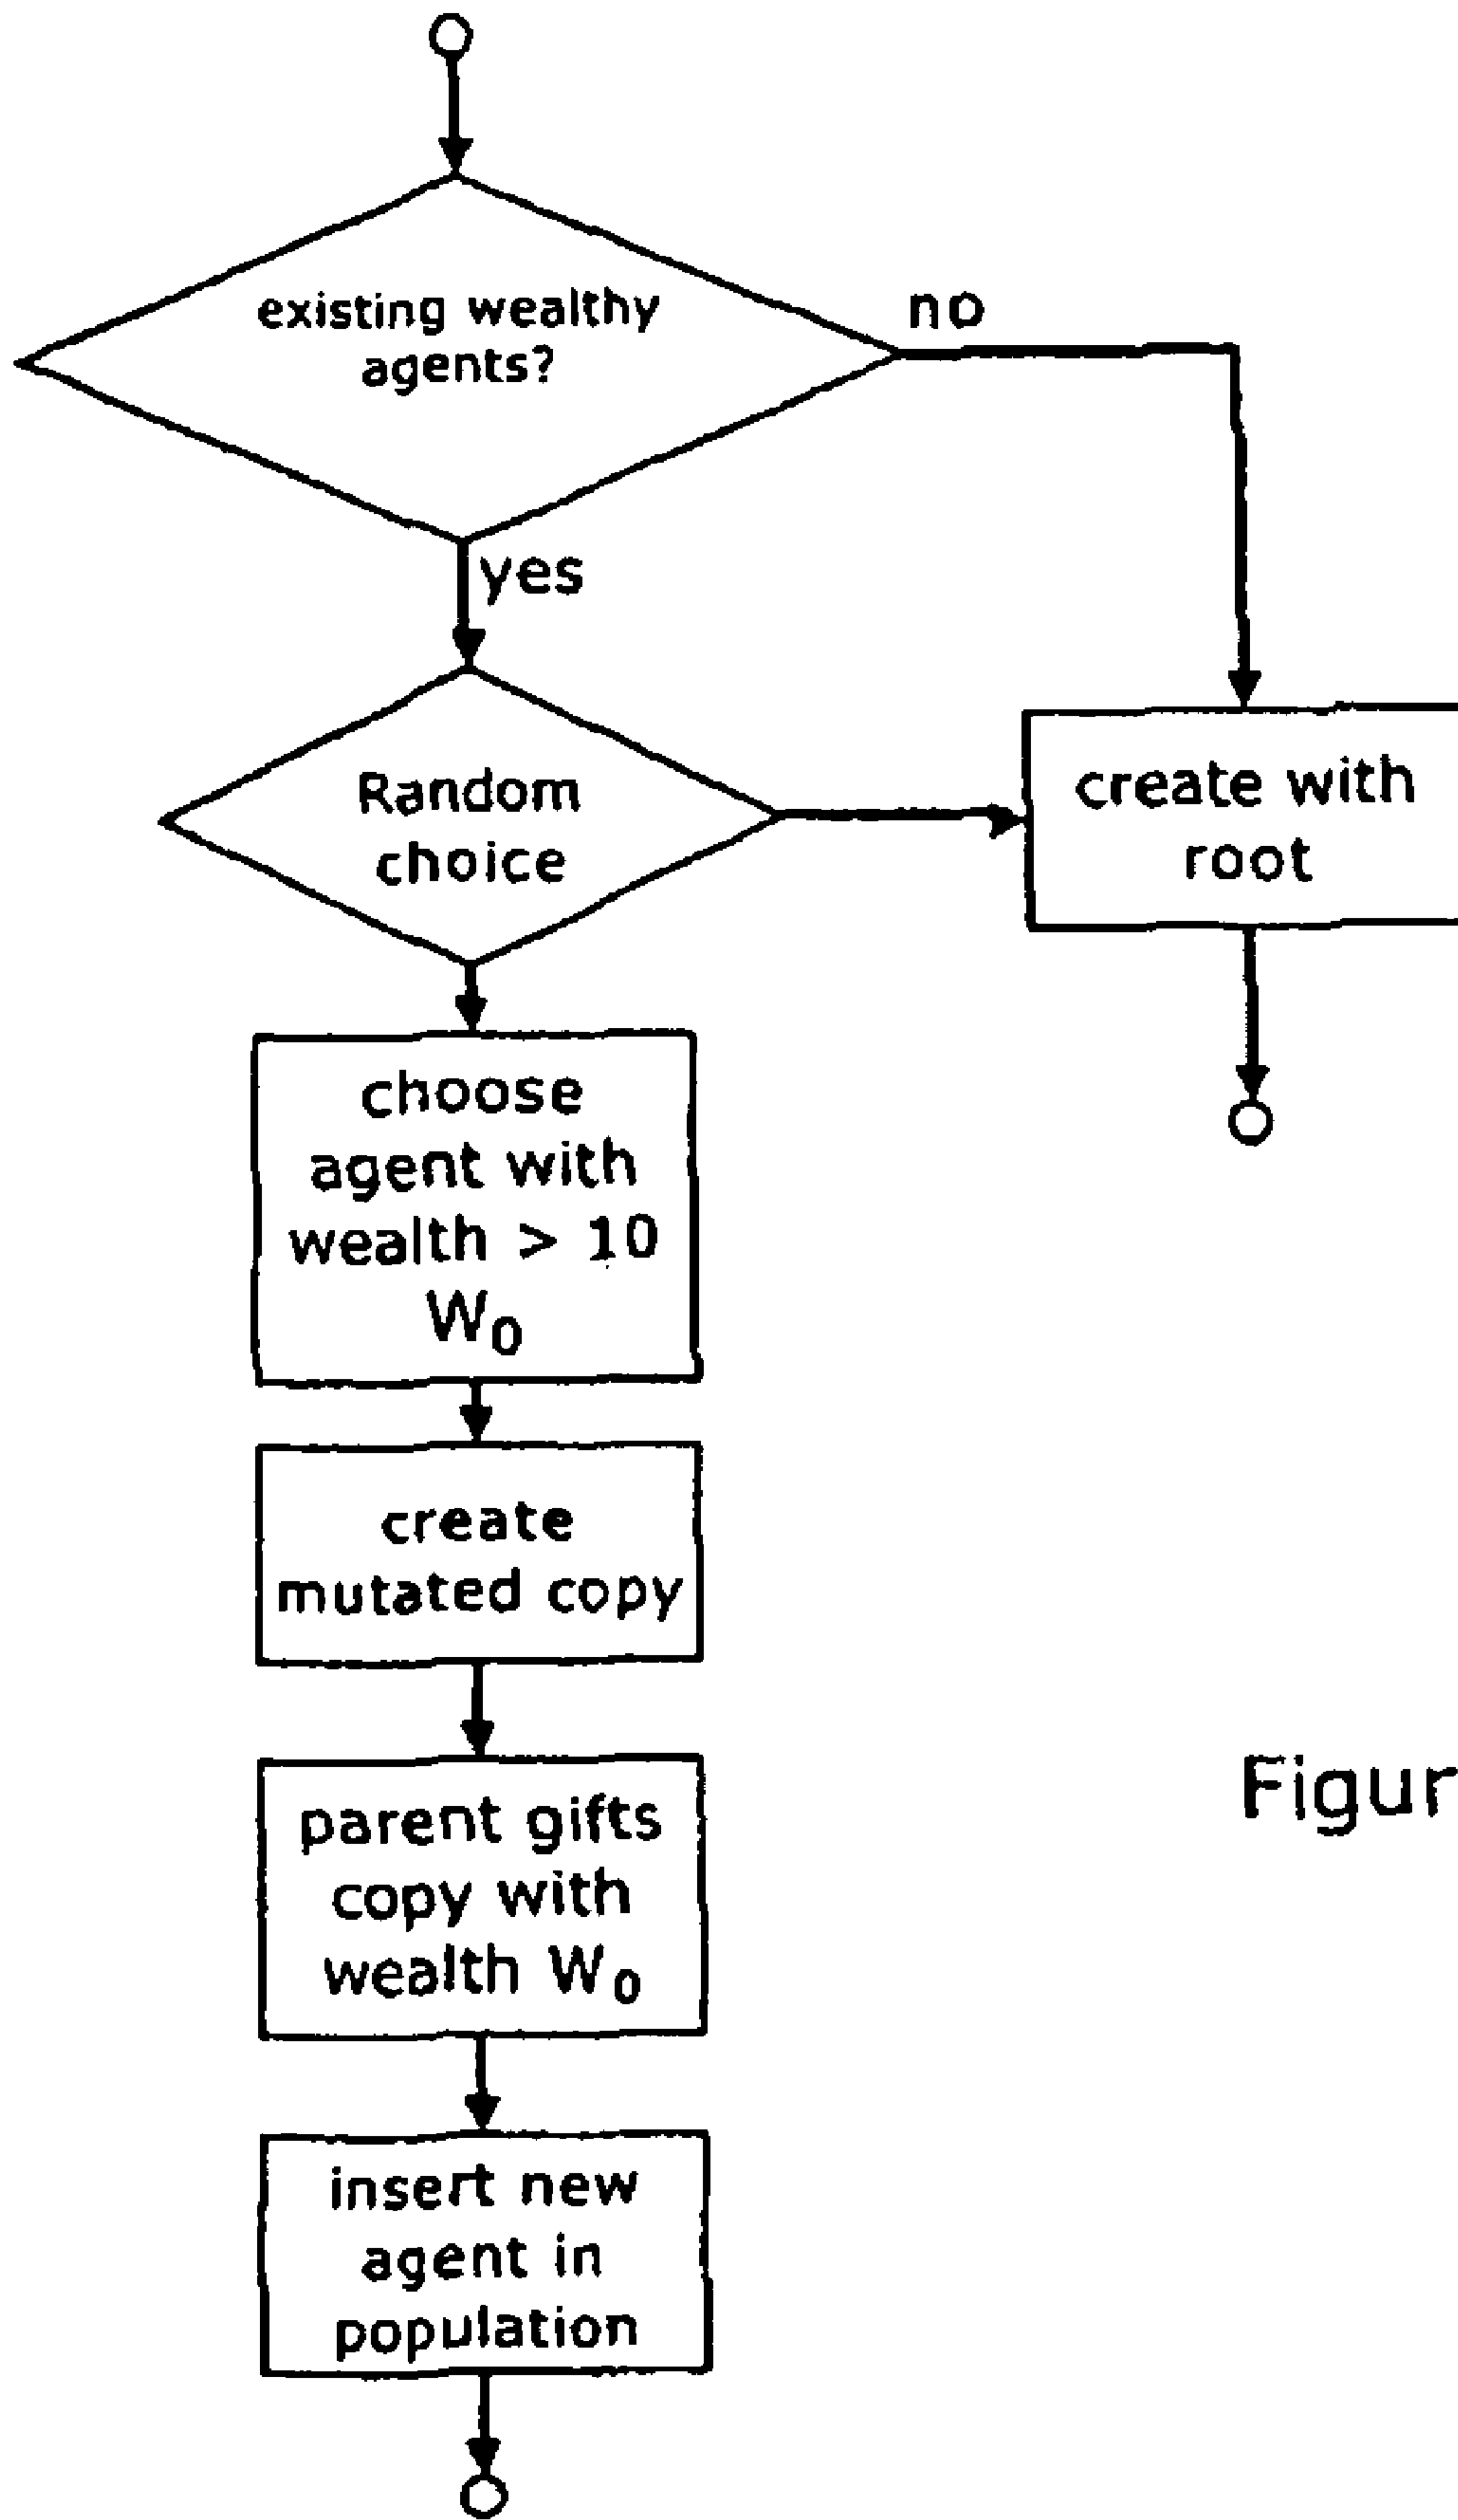 existing wealthy
agents?
no
yes
Random
choice
create with
root
choose
agent with
wealth > 10
W₀
create
mutated copy
parent gifts
copy with
wealth W₀
insert new
agent in
population
Figur